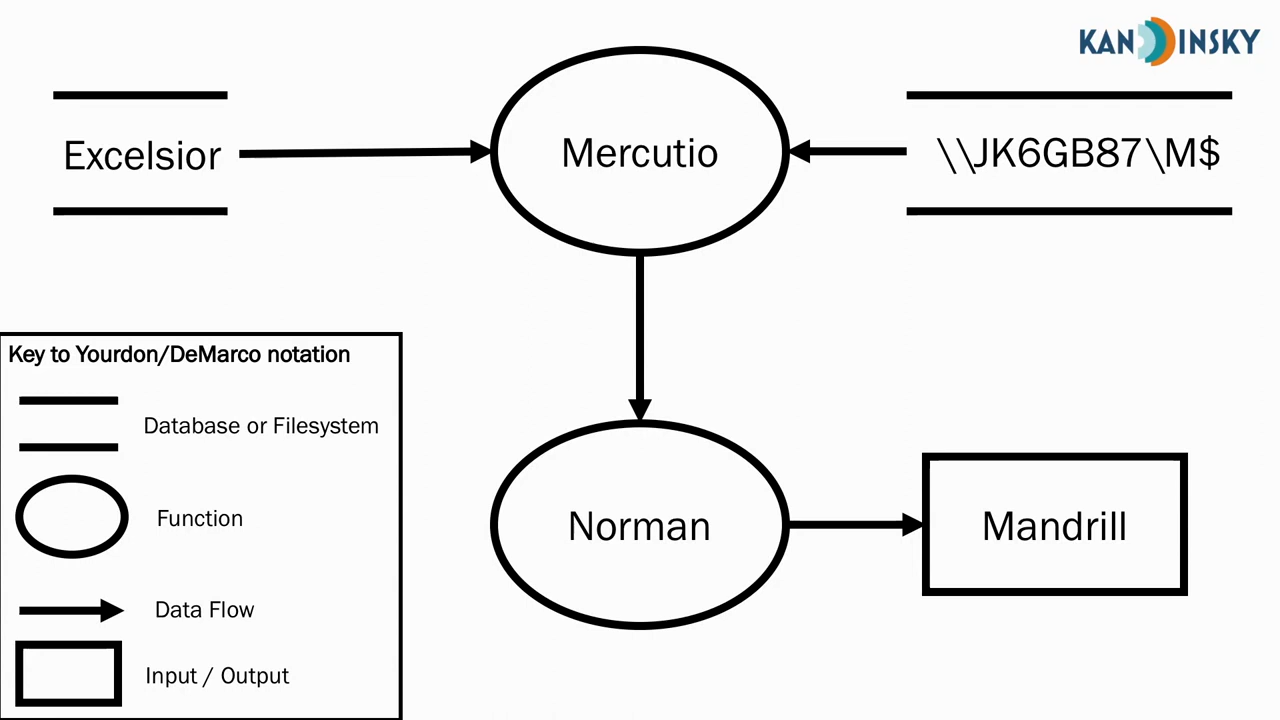 KANDINSKY
Excelsior
Mercutio
\\JK6GB87\M$
Key to Yourdon/DeMarco notation
Database or Filesystem
Function
Data Flow
Input / Output
Norman
Mandrill